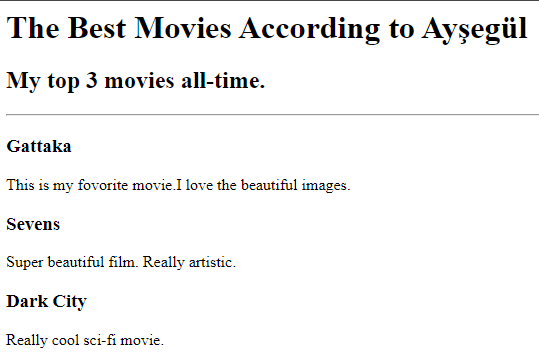 The Best Movies According to Ayşegül
My top 3 movies all-time.
Gattaka
This is my fovorite movie.I love the beautiful images.
Sevens
Super beautiful film. Really artistic.
Dark City
Really cool sci-fi movie.